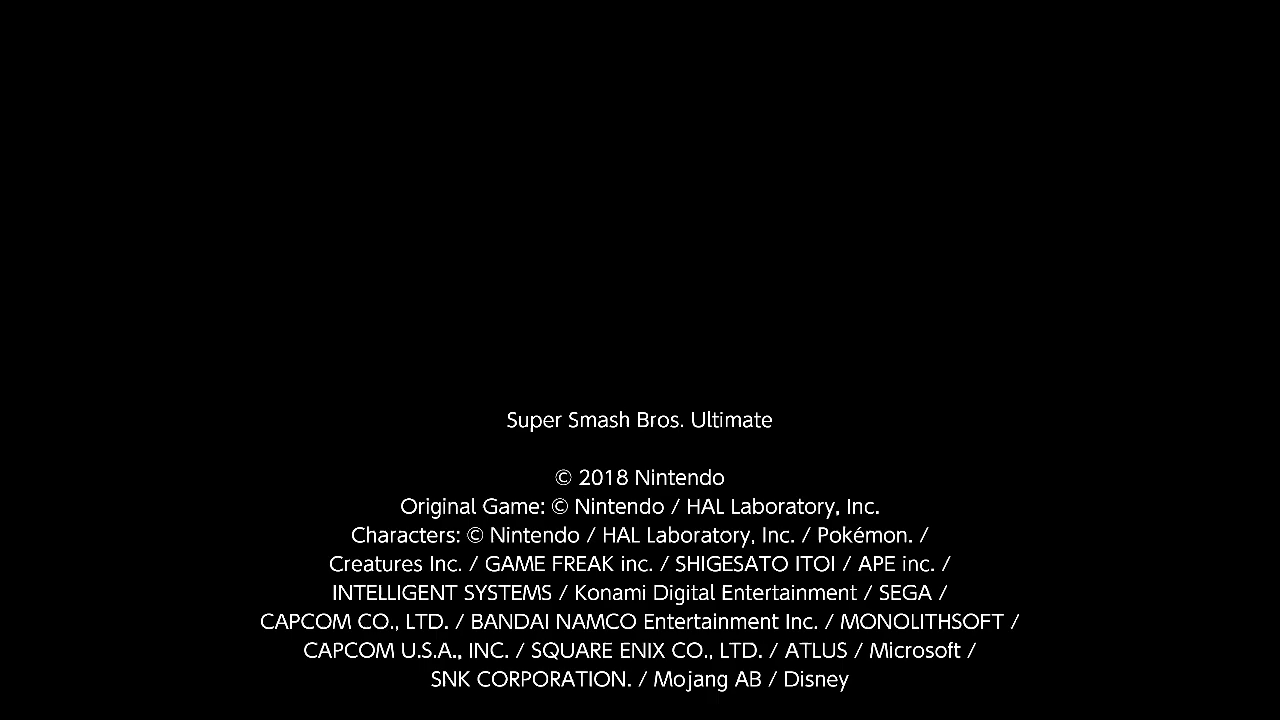 Super Smash Bros. Ultimate
© 2018 Nintendo
Original Game: © Nintendo / HAL Laboratory, Inc.
Characters: © Nintendo / HAL Laboratory, Inc. / Pokémon. /
Creatures Inc. / GAME FREAK inc. / SHIGESATO ITOI / APE inc. /
INTELLIGENT SYSTEMS / Konami Digital Entertainment / SEGA /
CAPCOM CO., LTD. / BANDAI NAMCO Entertainment Inc. / MONOLITHSOFT /
CAPCOM U.S.A., INC. / SQUARE ENIX CO., LTD. / ATLUS / Microsoft /
SNK CORPORATION. / Mojang AB / Disney